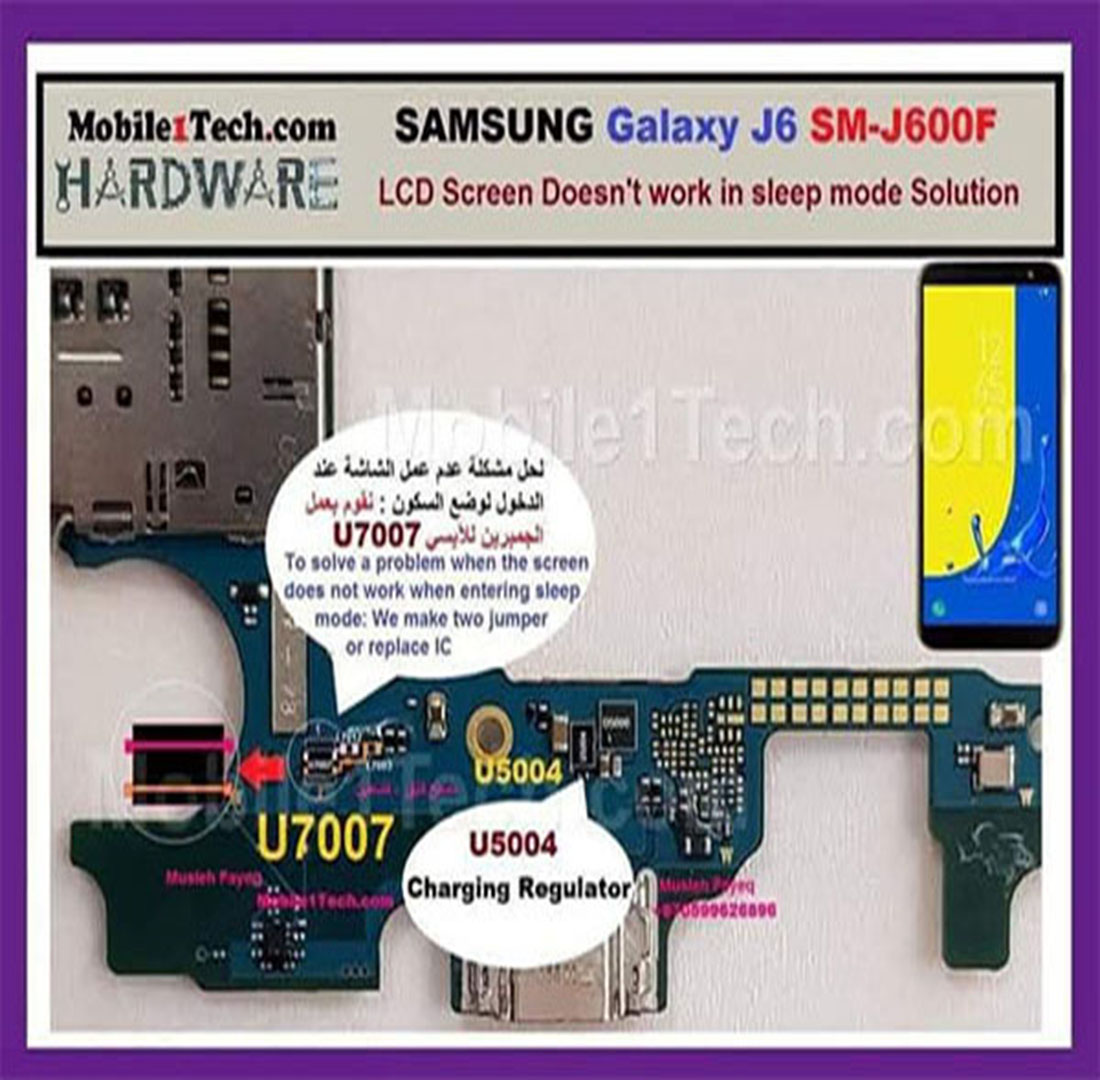 Mobile1Tech.com
HARDWARE
SAMSUNG Galaxy J6 SM-J600F
LCD Screen Doesn't work in sleep mode Solution
Mobile1Tech.com
لحل مشكلة عدم عمل الشاشة عند
الدخول لوضع السكون : نقوم بعمل
الجمبرين للآيسي U7007
To solve a problem when the screen
does not work when entering sleep
mode: We make two jumper
or replace IC
U5004
U7007
U5004
Charging Regulator
Musleh Fayeq
Mobile1Tech.com
Musleh Fayeq